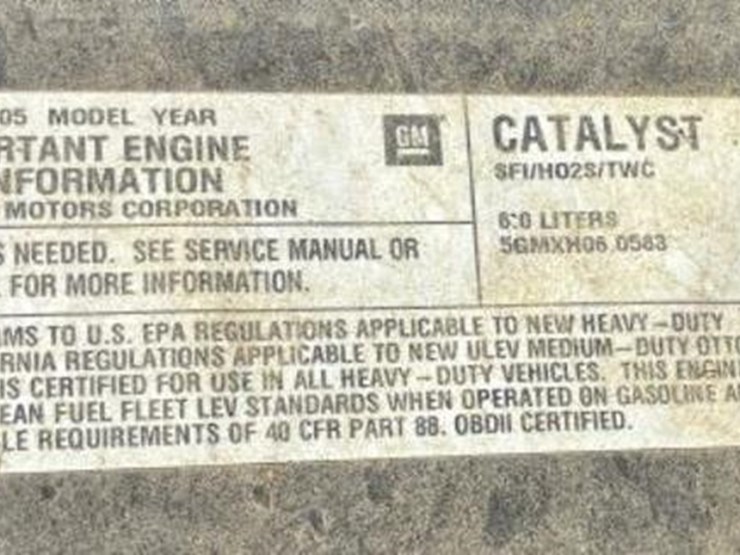 05 MODEL YEAR
RTANT ENGINE
NFORMATION
MOTORS CORPORATION
GM
CATALYST
SFI/HO2S/TWC
6.0 LITERS
5GMXH06.0583
S NEEDED. SEE SERVICE MANUAL OR
FOR MORE INFORMATION.
RMS TO U.S. EPA REGULATIONS APPLICABLE TO NEW HEAVY-DUTY
ORNIA REGULATIONS APPLICABLE TO NEW ULEV MEDIUM-DUTY OTTO
IS CERTIFIED FOR USE IN ALL HEAVY-DUTY VEHICLES. THIS ENGINE
EAN FUEL FLEET LEV STANDARDS WHEN OPERATED ON GASOLINE A
LE REQUIREMENTS OF 40 CFR PART 88. OBDII CERTIFIED.